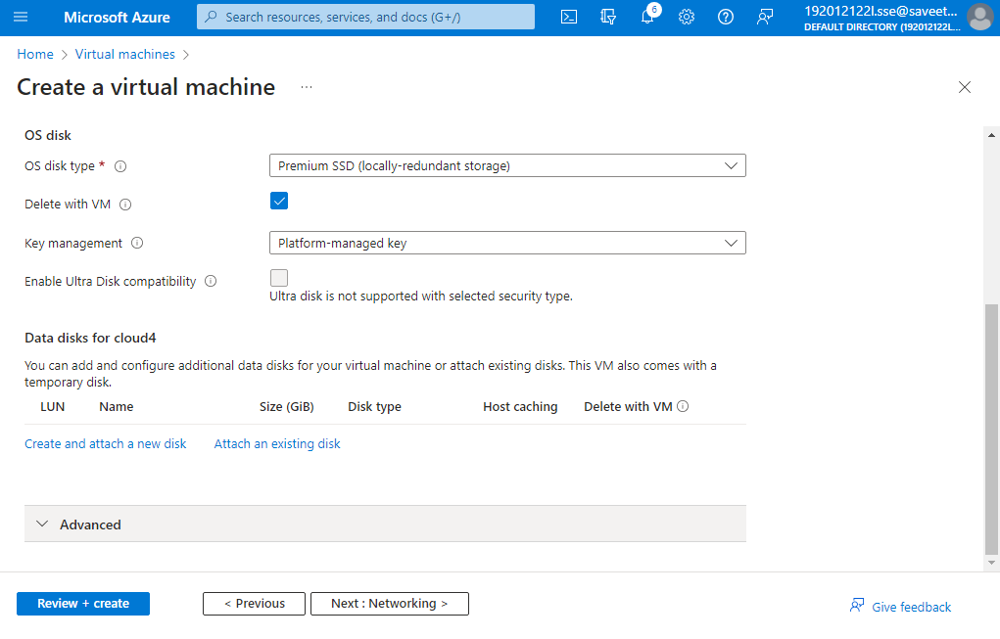 Microsoft Azure
Search resources, services, and docs (G+/)
6
192012122l.sse@saveet...
DEFAULT DIRECTORY (192012122L...
Home > Virtual machines >
Create a virtual machine ...
OS disk
OS disk type * Premium SSD (locally-redundant storage)
Delete with VM
Key management Platform-managed key
Enable Ultra Disk compatibility
Ultra disk is not supported with selected security type.
Data disks for cloud4
You can add and configure additional data disks for your virtual machine or attach existing disks. This VM also comes with a
temporary disk.
LUN Name Size (GiB) Disk type Host caching Delete with VM
Create and attach a new disk Attach an existing disk
Advanced
Review + create < Previous Next : Networking > Give feedback